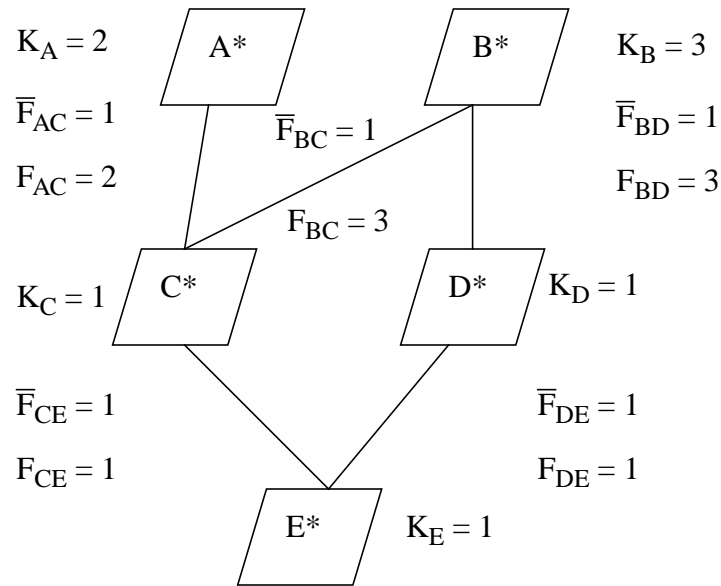 K_A = 2
A*
B*
K_B = 3
F̅_AC = 1
F̅_BC = 1
F̅_BD = 1
F_AC = 2
F_BC = 3
F_BD = 3
K_C = 1
C*
D*
K_D = 1
F̅_CE = 1
F̅_DE = 1
F_CE = 1
F_DE = 1
E*
K_E = 1